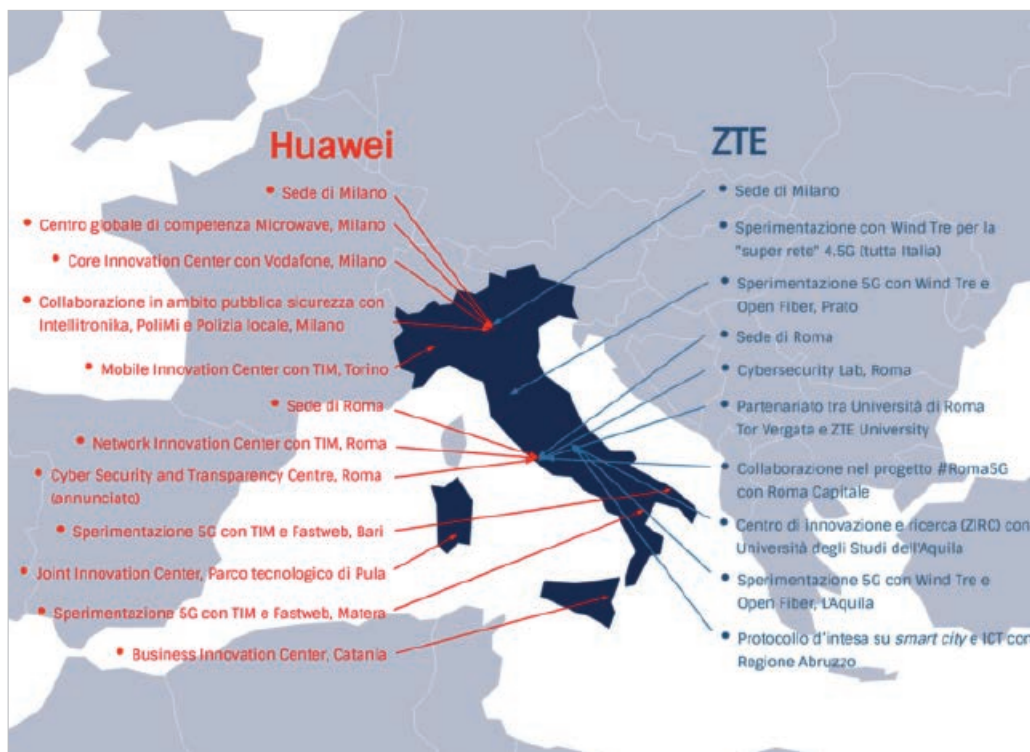 Huawei
• Sede di Milano
• Centro globale di competenza Microwave, Milano
• Core Innovation Center con Vodafone, Milano
• Collaborazione in ambito pubblica sicurezza con
Intellitronika, PoliMi e Polizia locale, Milano
• Mobile Innovation Center con TIM, Torino
• Sede di Roma
• Network Innovation Center con TIM, Roma
• Cyber Security and Transparency Centre, Roma
(annunciato)
• Sperimentazione 5G con TIM e Fastweb, Bari
• Joint Innovation Center, Parco tecnologico di Pula
• Sperimentazione 5G con TIM e Fastweb, Matera
• Business Innovation Center, Catania
ZTE
• Sede di Milano
• Sperimentazione con Wind Tre per la
"super rete" 4.5G (tutta Italia)
• Sperimentazione 5G con Wind Tre e
Open Fiber, Prato
• Sede di Roma
• Cybersecurity Lab, Roma
• Partenariato tra Università di Roma
Tor Vergata e ZTE University
• Collaborazione nel progetto #Roma5G
con Roma Capitale
• Centro di innovazione e ricerca (ZIRC) con
Università degli Studi dell'Aquila
• Sperimentazione 5G con Wind Tre e
Open Fiber, L'Aquila
• Protocollo d'intesa su smart city e ICT con
Regione Abruzzo